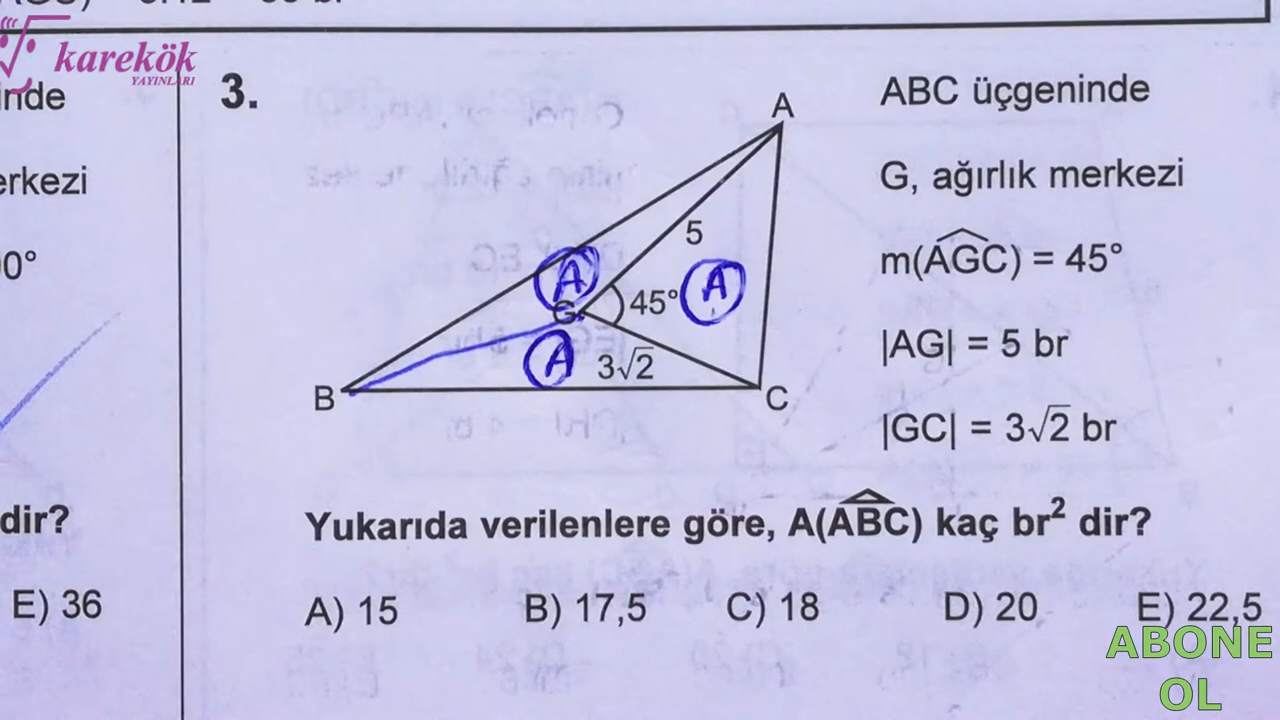 karekök
YAYINLARI
inde
erkezi
0°
dir?
E) 36
3.
A
5
A
A
G
45°
A
3√2
B
C
ABC üçgeninde
G, ağırlık merkezi
m(AGC) = 45°
|AG| = 5 br
|GC| = 3√2 br
Yukarıda verilenlere göre, A(ABC) kaç br² dir?
A) 15 B) 17,5 C) 18 D) 20 E) 22,5
ABONE
OL